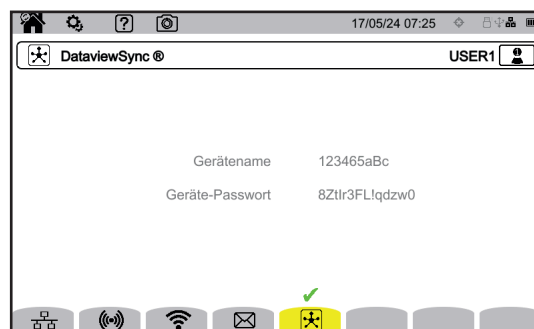 17/05/24 07:25
DataviewSync ® USER1
Gerätename 123465aBc
Geräte-Passwort 8ZtIr3FL!qdzw0